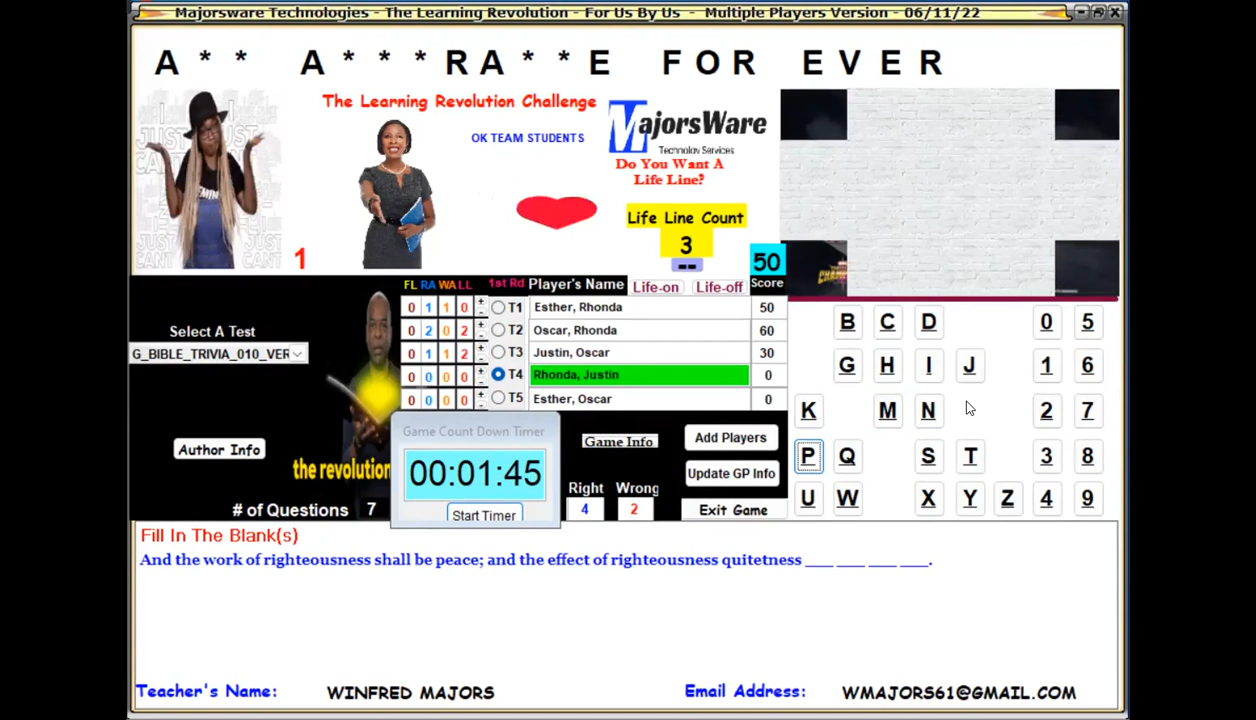 Majorsware Technologies - The Learning Revolution - For Us By Us - Multiple Players Version - 06/11/22
A * * A * * * R A * * E F O R E V E R
The Learning Revolution Challenge
OK TEAM STUDENTS
MajorsWare
Technology Services
Do You Want A
Life Line?
Life Line Count
3
--
50
1
FL RA WA LL 1st Rd Player's Name Life-on Life-off Score
0 1 1 0 + - T1 Esther, Rhonda 50
0 2 0 2 + - T2 Oscar, Rhonda 60
0 1 1 2 + - T3 Justin, Oscar 30
0 0 0 0 + - T4 Rhonda, Justin 0
0 0 0 0 + - T5 Esther, Oscar 0
Select A Test
G_BIBLE_TRIVIA_010_VER
Author Info
the revolution
# of Questions 7
Game Count Down Timer
00:01:45
Start Timer
Game Info
Right Wrong
4 2
Add Players
Update GP Info
Exit Game
B C D 0 5
G H I J 1 6
K M N 2 7
P Q S T 3 8
U W X Y Z 4 9
Fill In The Blank(s)
And the work of righteousness shall be peace; and the effect of righteousness quitetness ___ ___ ___ ___.
Teacher's Name: WINFRED MAJORS Email Address: WMAJORS61@GMAIL.COM